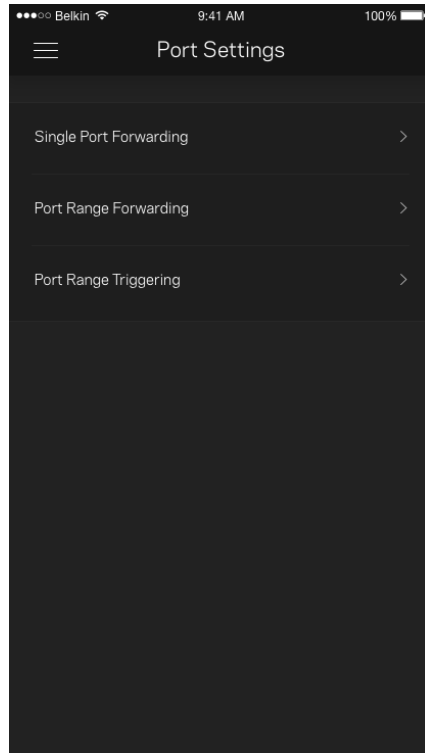 Belkin 9:41 AM 100%
Port Settings
Single Port Forwarding
Port Range Forwarding
Port Range Triggering